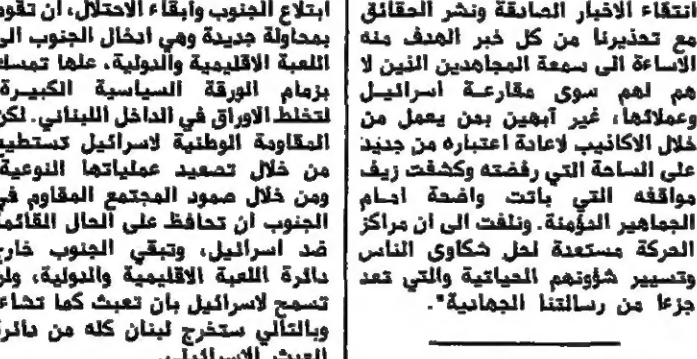 انتقاء الاخبار الصادقة ونشر الحقائق
مع تحذيرنا من كل خبر الهدف منه
الاساءة الى سمعة المجاهدين الذين لا
هم لهم سوى مقارعة اسرائيل
وعملائها، غير آبهين بمن يعمل من
خلال الاكاذيب لاعادة اعتباره من جديد
على الساحة التي رفضته وكشفت زيف
مواقفه التي باتت واضحة امام
الجماهير المؤمنة. ونلفت الى ان مراكز
الحركة مستعدة لحل شكاوى الناس
وتسيير شؤونهم الحياتية والتي تعد
جزءا من رسالتنا الجهادية".
ابتلاع الجنوب وابقاء الاحتلال، ان تقوم
بمحاولة جديدة وهي ادخال الجنوب الى
اللعبة الاقليمية والدولية، علها تمسك
بزمام الورقة السياسية الكبيرة
لتخلط الاوراق في الداخل اللبناني. لكن
المقاومة الوطنية لاسرائيل تستطيع
من خلال تصعيد عملياتها النوعية
ومن خلال صمود المجتمع المقاوم في
الجنوب ان تحافظ على الحال القائمة
ضد اسرائيل، وتبقي الجنوب خارج
دائرة اللعبة الاقليمية والدولية، ولن
تسمح لاسرائيل بان تعبث كما تشاء
وبالتالي ستخرج لبنان كله من دائرة
العبث الاسرائيلي.